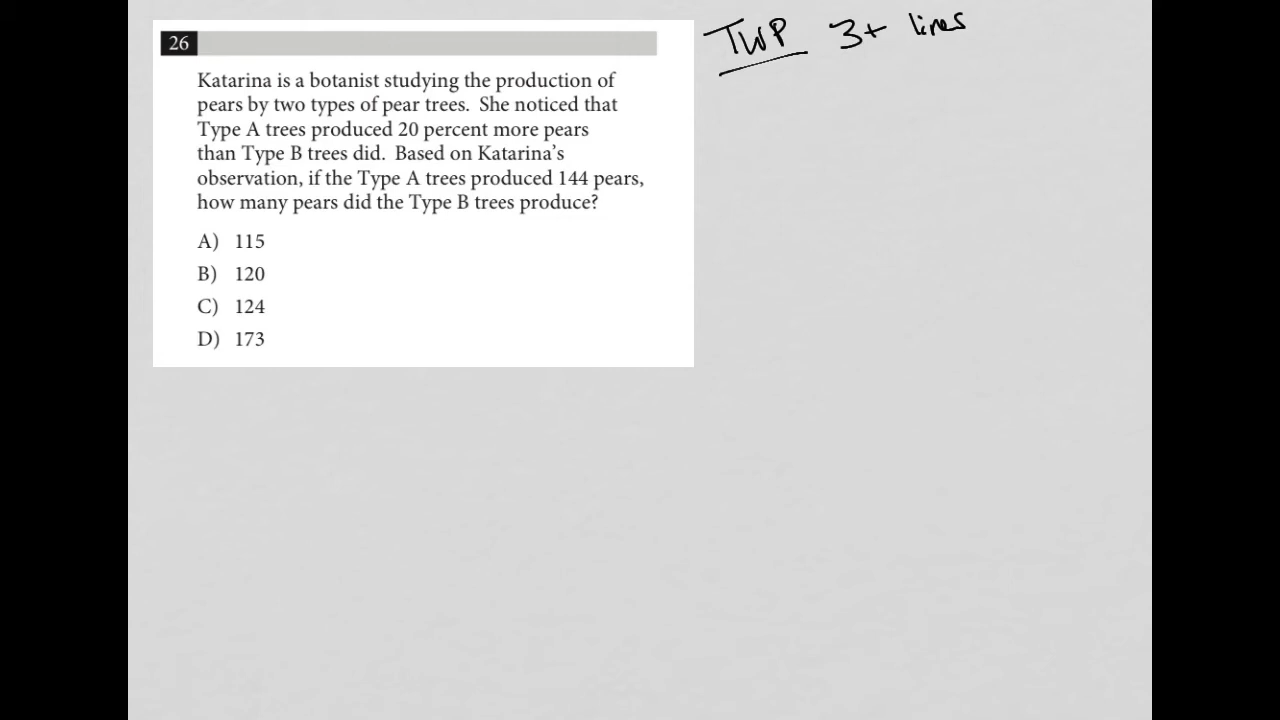 26
TWP 3+ lines
Katarina is a botanist studying the production of
pears by two types of pear trees. She noticed that
Type A trees produced 20 percent more pears
than Type B trees did. Based on Katarina's
observation, if the Type A trees produced 144 pears,
how many pears did the Type B trees produce?
A) 115
B) 120
C) 124
D) 173